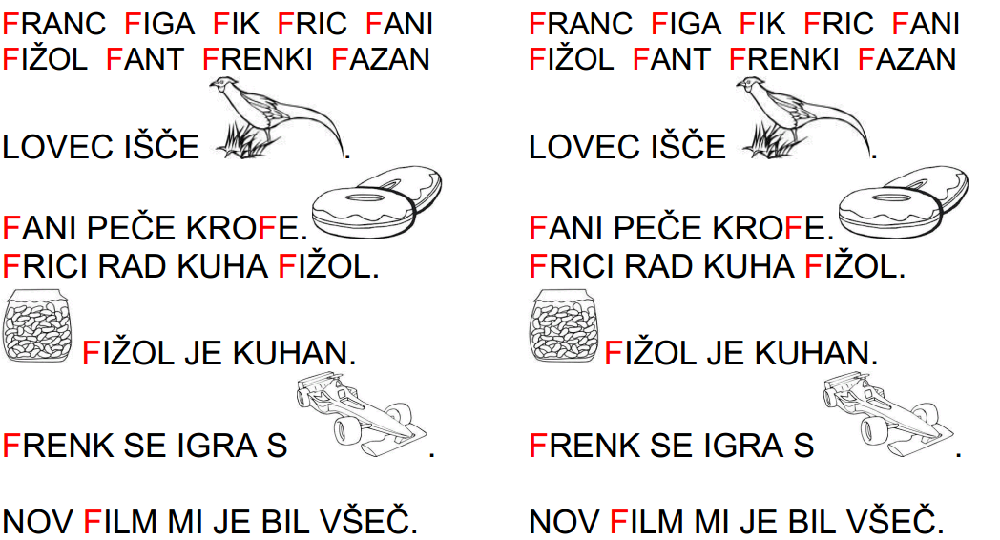 FRANC FIGA FIK FRIC FANI
FIŽOL FANT FRENKI FAZAN
LOVEC IŠČE .
FANI PEČE KROFE.
FRICI RAD KUHA FIŽOL.
FIŽOL JE KUHAN.
FRENK SE IGRA S .
NOV FILM MI JE BIL VŠEČ.
FRANC FIGA FIK FRIC FANI
FIŽOL FANT FRENKI FAZAN
LOVEC IŠČE .
FANI PEČE KROFE.
FRICI RAD KUHA FIŽOL.
FIŽOL JE KUHAN.
FRENK SE IGRA S .
NOV FILM MI JE BIL VŠEČ.